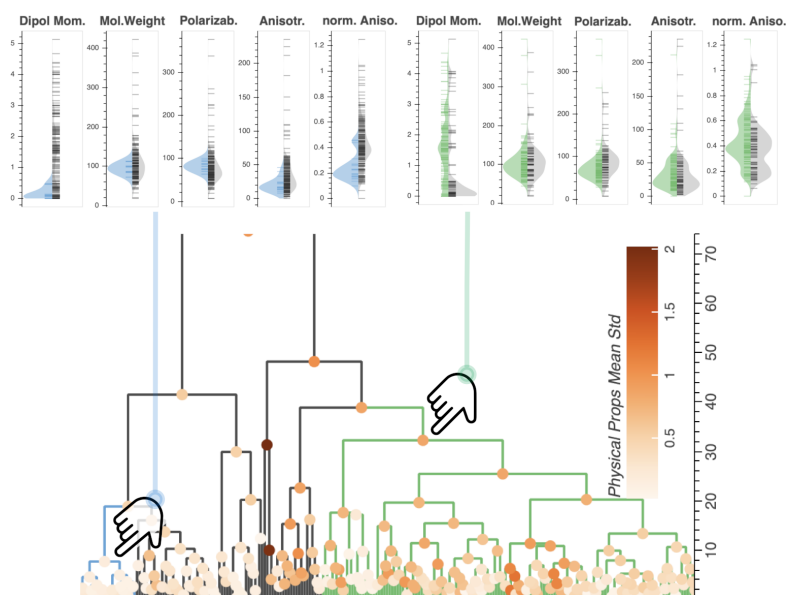 Dipol Mom. Mol.Weight Polarizab. Anisotr. norm. Aniso. Dipol Mom. Mol.Weight Polarizab. Anisotr. norm. Aniso.
5 4 3 2 1 0
400 300 200 100 0
300 200 100 0
200 150 100 50 0
1.2 1 0.8 0.6 0.4 0.2 0
5 4 3 2 1 0
400 300 200 100 0
300 200 100 0
200 150 100 50 0
1.2 1 0.8 0.6 0.4 0.2 0
Physical Props Mean Std
2 1.5 1 0.5
70 60 50 40 30 20 10